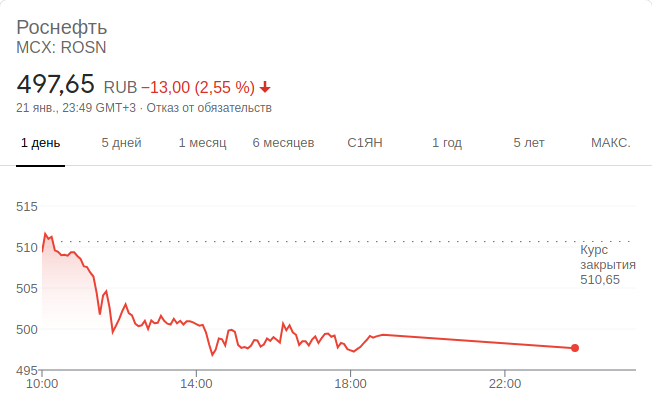 Роснефть
MCX: ROSN
497,65 RUB −13,00 (2,55 %)
21 янв., 23:49 GMT+3 · Отказ от обязательств
1 день 5 дней 1 месяц 6 месяцев С1ЯН 1 год 5 лет МАКС.
515
510
505
500
495
Курс
закрытия
510,65
10:00 14:00 18:00 22:00